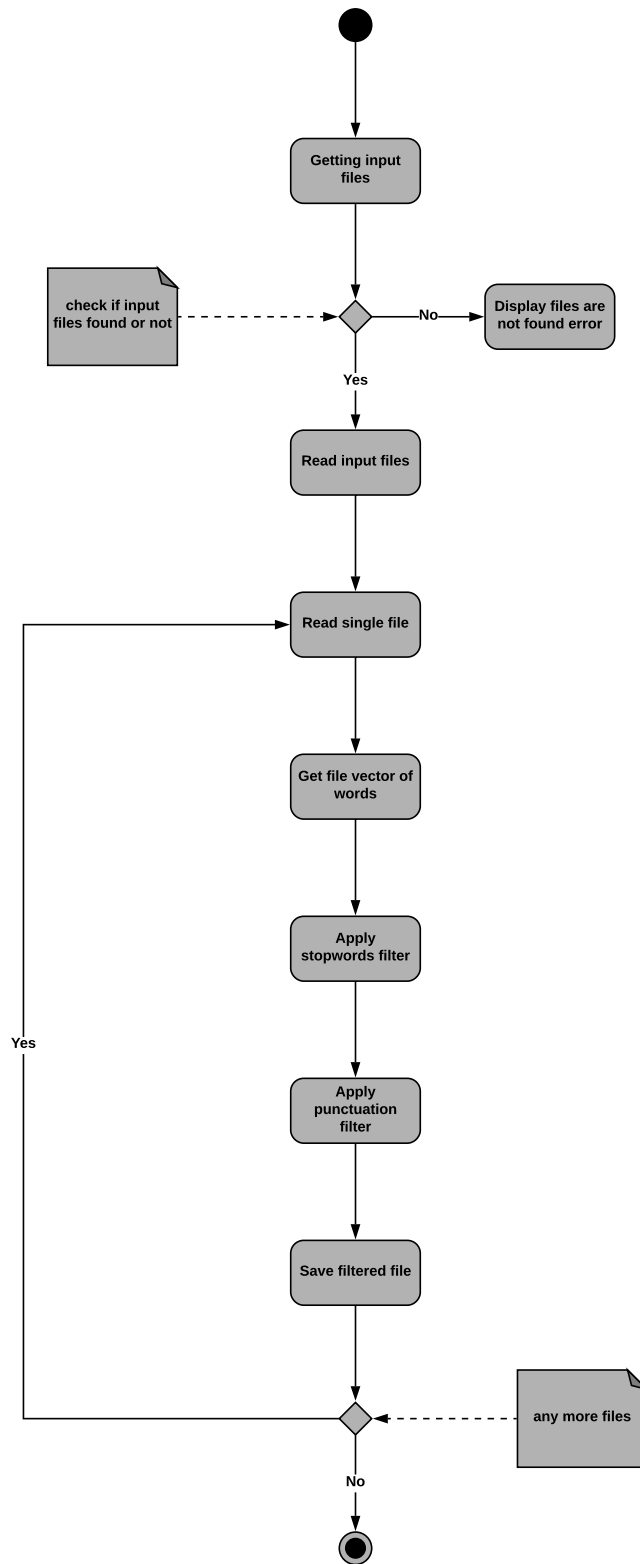 Getting input
files
check if input
files found or not
No
Display files are
not found error
Yes
Read input files
Read single file
Get file vector of
words
Apply
stopwords filter
Yes
Apply
punctuation
filter
Save filtered file
any more files
No